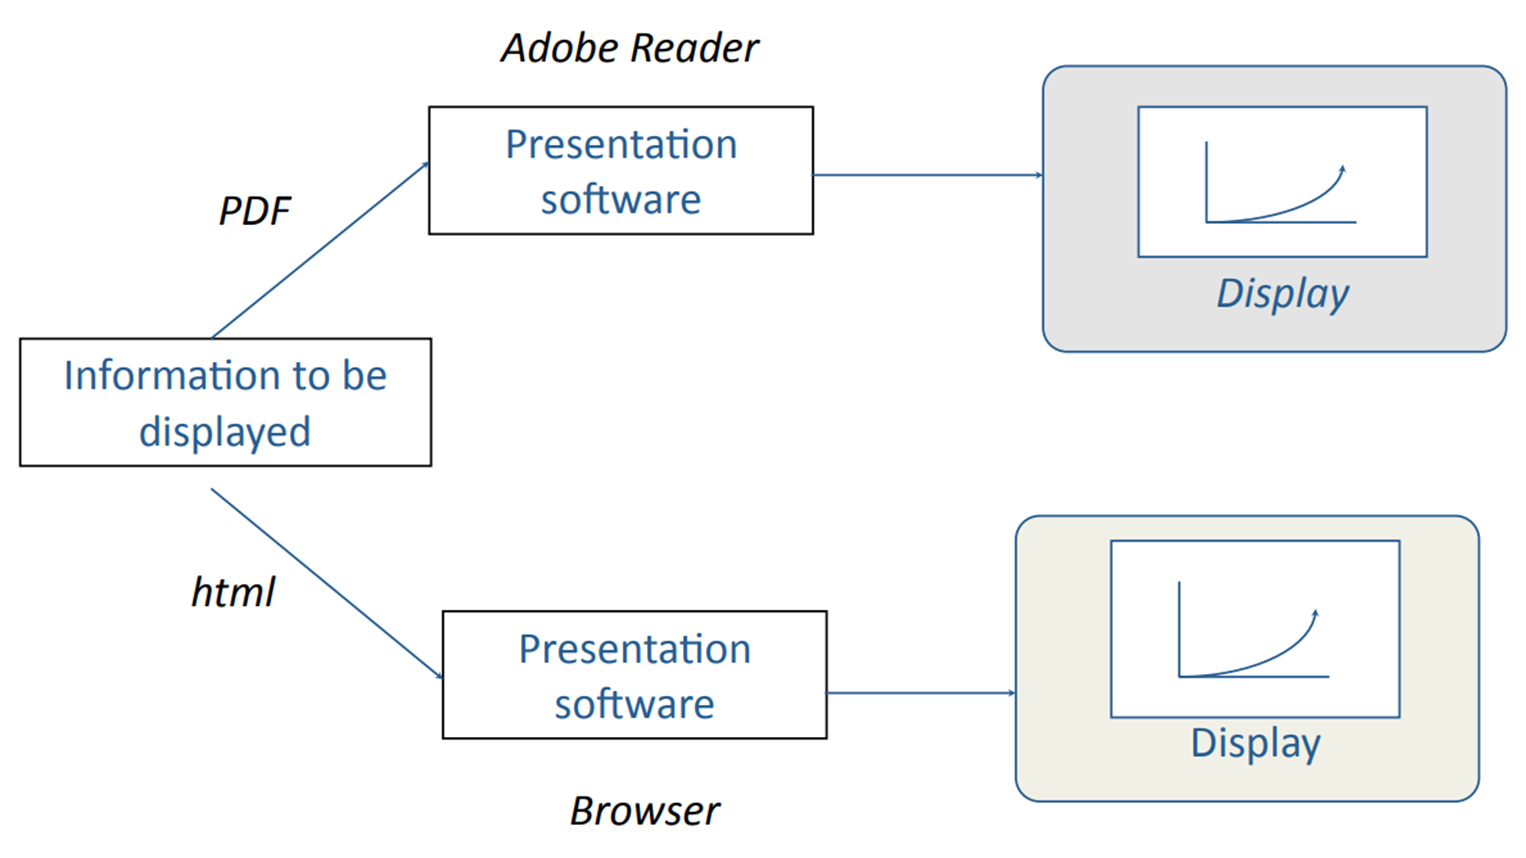 Adobe Reader
Presentation
software
PDF
Display
Information to be
displayed
html
Presentation
software
Display
Browser